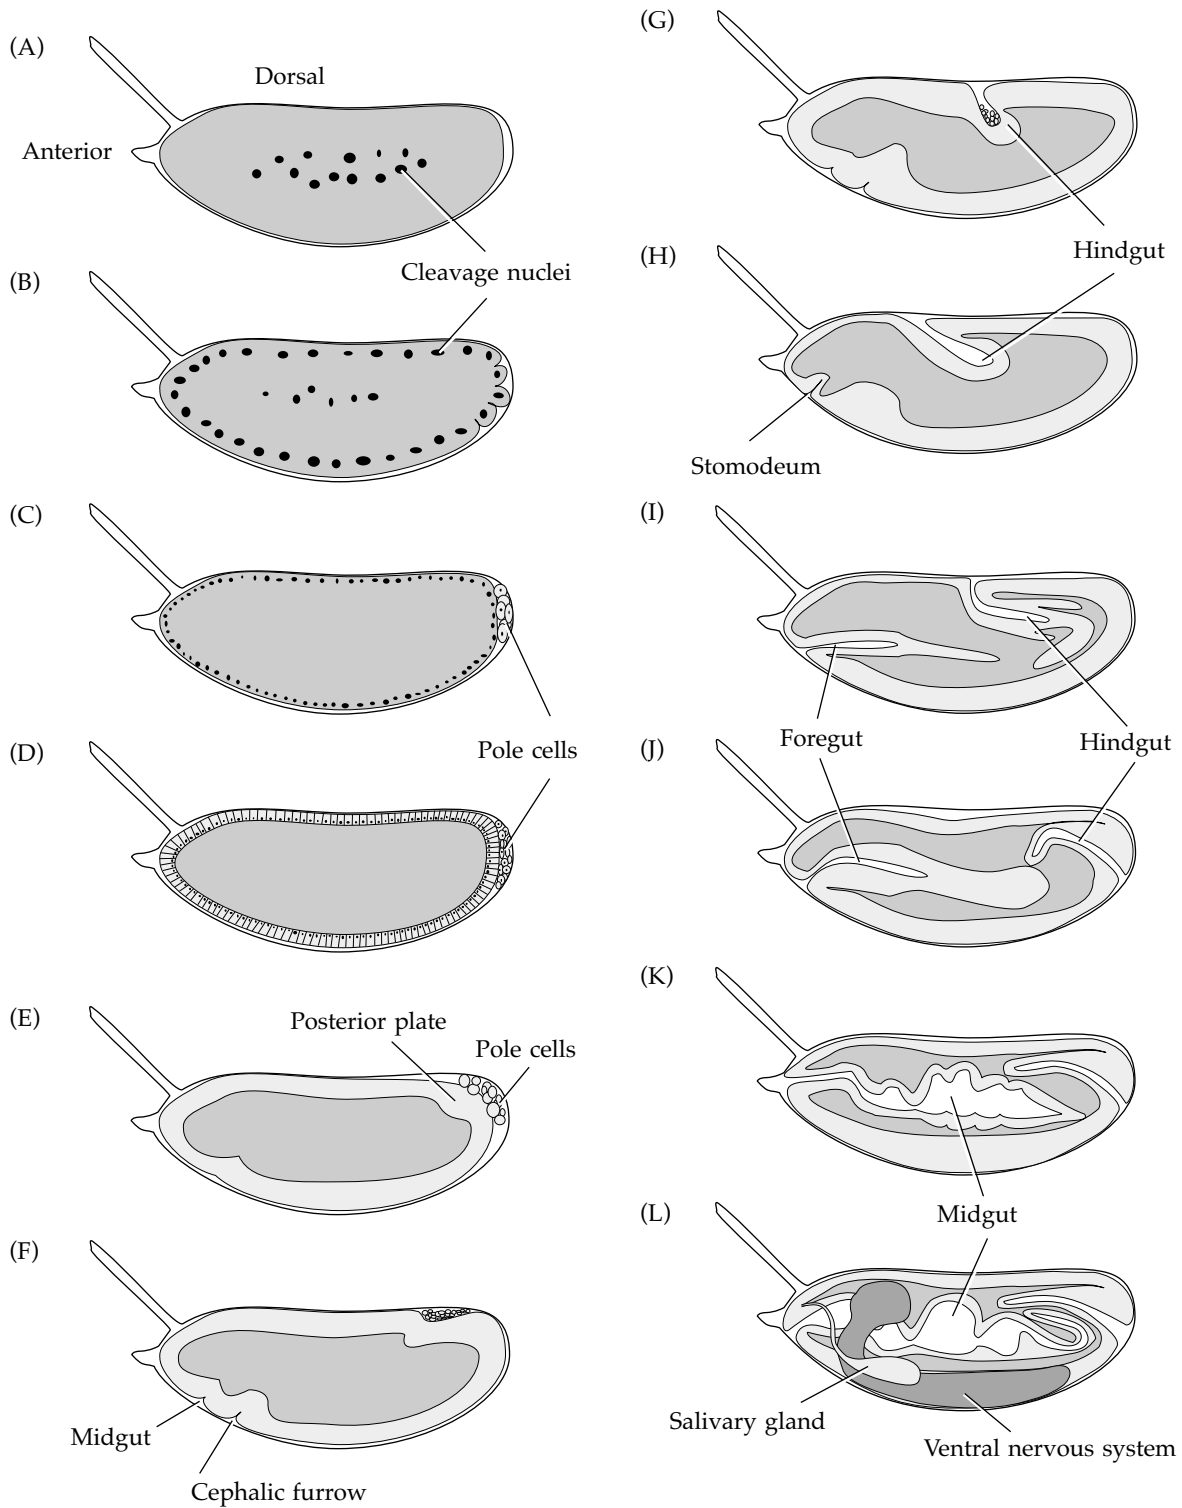 (A)
Dorsal
Anterior
Cleavage nuclei
(B)
(C)
Pole cells
(D)
(E)
Posterior plate
Pole cells
(F)
Midgut
Cephalic furrow
(G)
Hindgut
(H)
Stomodeum
(I)
Foregut
Hindgut
(J)
(K)
Midgut
(L)
Salivary gland
Ventral nervous system